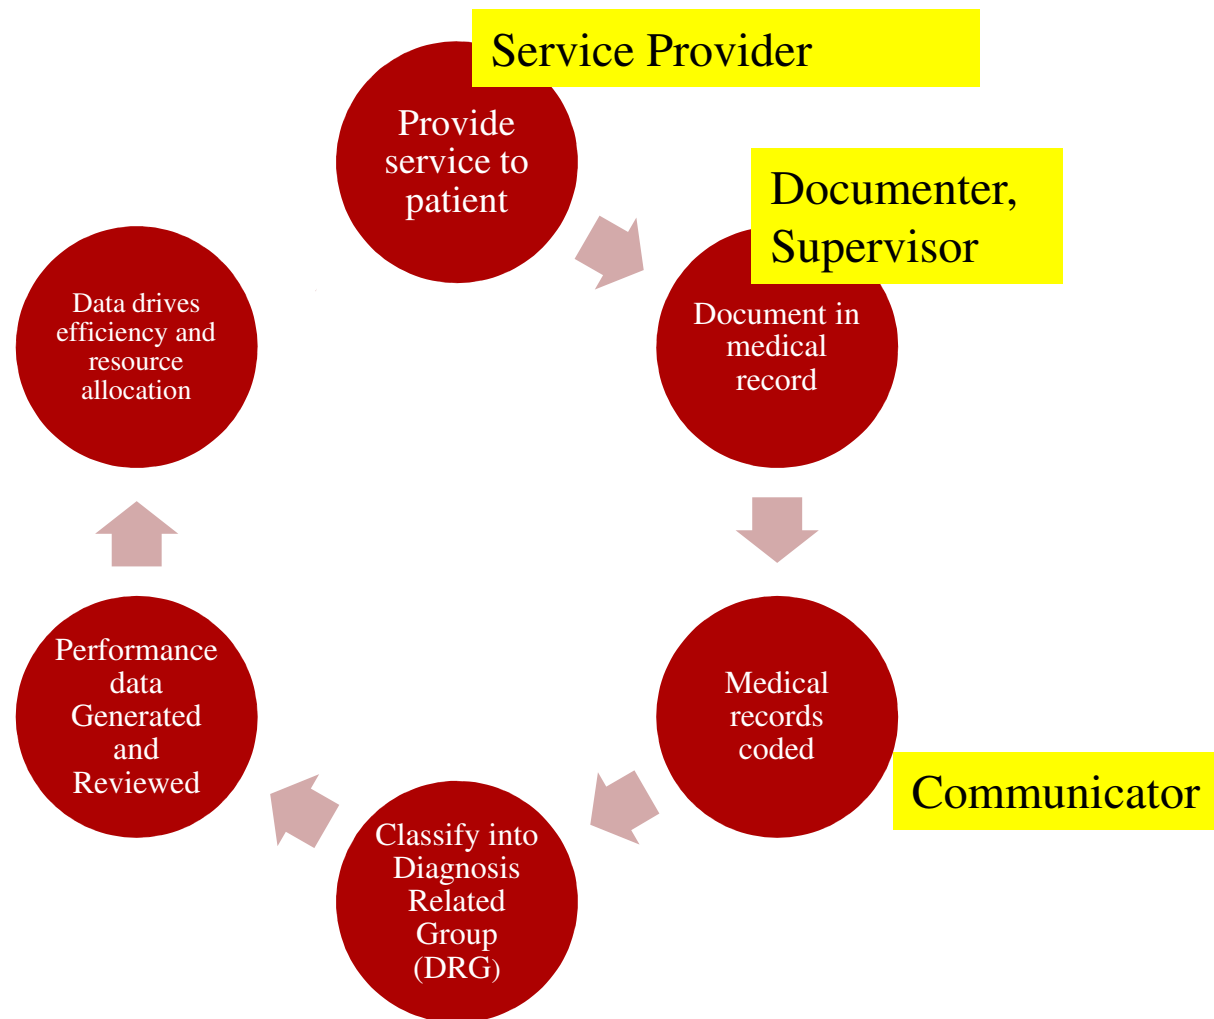 Service Provider
Provide
service to
patient
Documenter,
Supervisor
Document in
medical
record
Medical
records
coded
Communicator
Classify into
Diagnosis
Related
Group
(DRG)
Performance
data
Generated
and
Reviewed
Data drives
efficiency and
resource
allocation